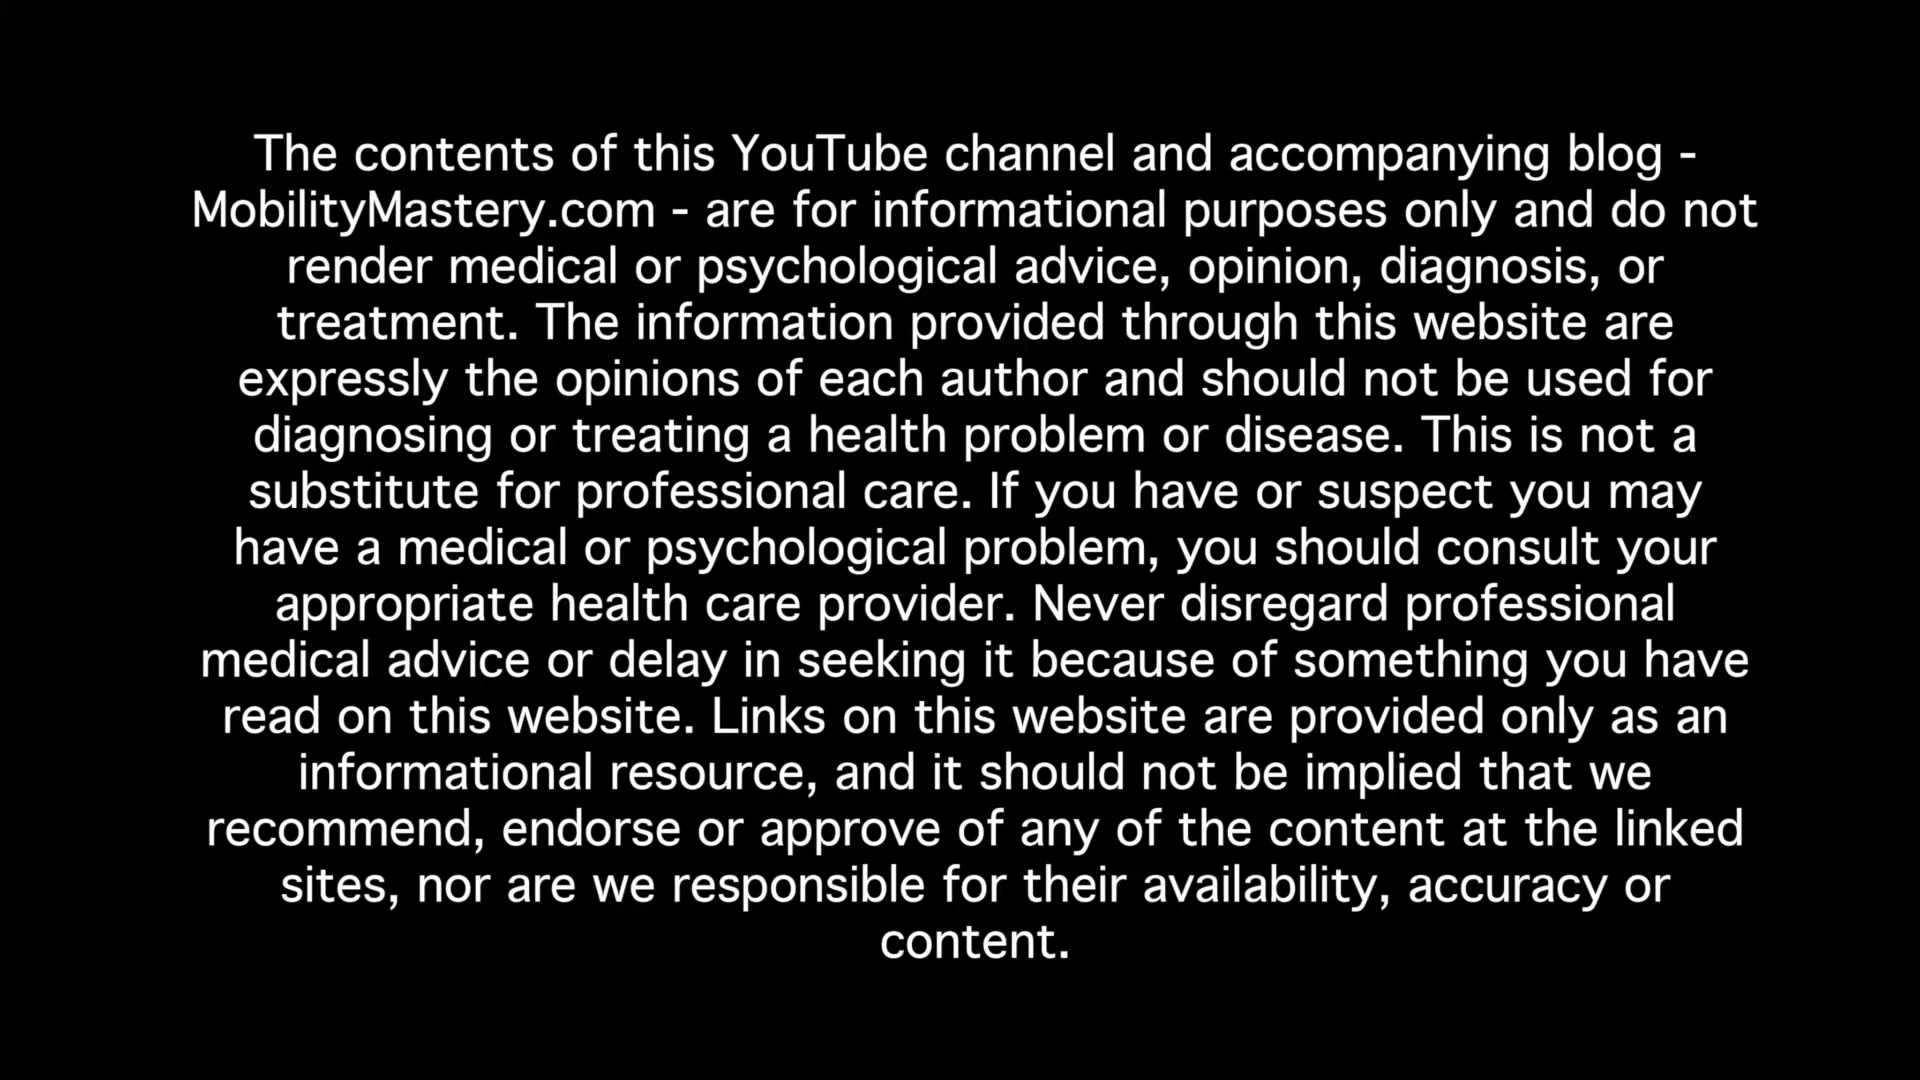 The contents of this YouTube channel and accompanying blog -
MobilityMastery.com - are for informational purposes only and do not
render medical or psychological advice, opinion, diagnosis, or
treatment. The information provided through this website are
expressly the opinions of each author and should not be used for
diagnosing or treating a health problem or disease. This is not a
substitute for professional care. If you have or suspect you may
have a medical or psychological problem, you should consult your
appropriate health care provider. Never disregard professional
medical advice or delay in seeking it because of something you have
read on this website. Links on this website are provided only as an
informational resource, and it should not be implied that we
recommend, endorse or approve of any of the content at the linked
sites, nor are we responsible for their availability, accuracy or
content.